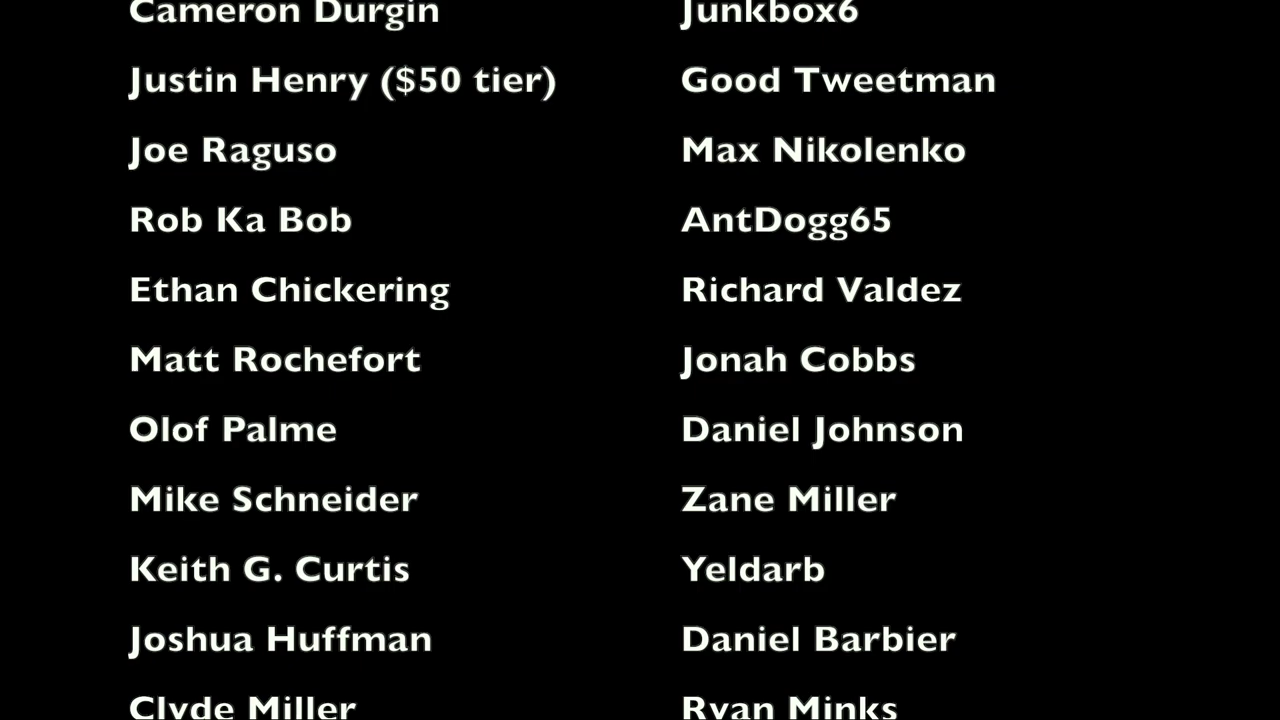 Cameron Durgin
Junkbox6
Justin Henry ($50 tier)
Good Tweetman
Joe Raguso
Max Nikolenko
Rob Ka Bob
AntDogg65
Ethan Chickering
Richard Valdez
Matt Rochefort
Jonah Cobbs
Olof Palme
Daniel Johnson
Mike Schneider
Zane Miller
Keith G. Curtis
Yeldarb
Joshua Huffman
Daniel Barbier
Clyde Miller
Ryan Minks